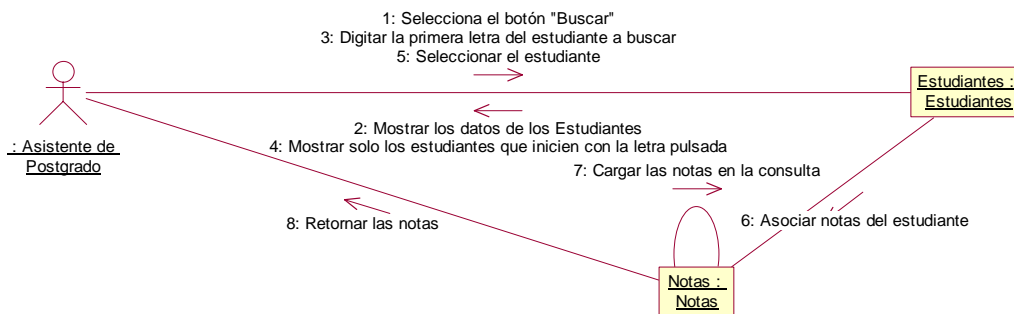 1: Selecciona el botón "Buscar"
3: Digitar la primera letra del estudiante a buscar
5: Seleccionar el estudiante
Estudiantes :
Estudiantes
: Asistente de
Postgrado
2: Mostrar los datos de los Estudiantes
4: Mostrar solo los estudiantes que inicien con la letra pulsada
7: Cargar las notas en la consulta
8: Retornar las notas
6: Asociar notas del estudiante
Notas :
Notas